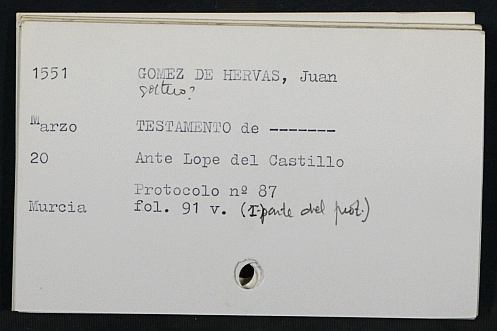 1551 GOMEZ DE HERVAS, Juan
soltero?
Marzo TESTAMENTO de -------
20 Ante Lope del Castillo
Protocolo nº 87
Murcia fol. 91 v. (I parte del prot.)